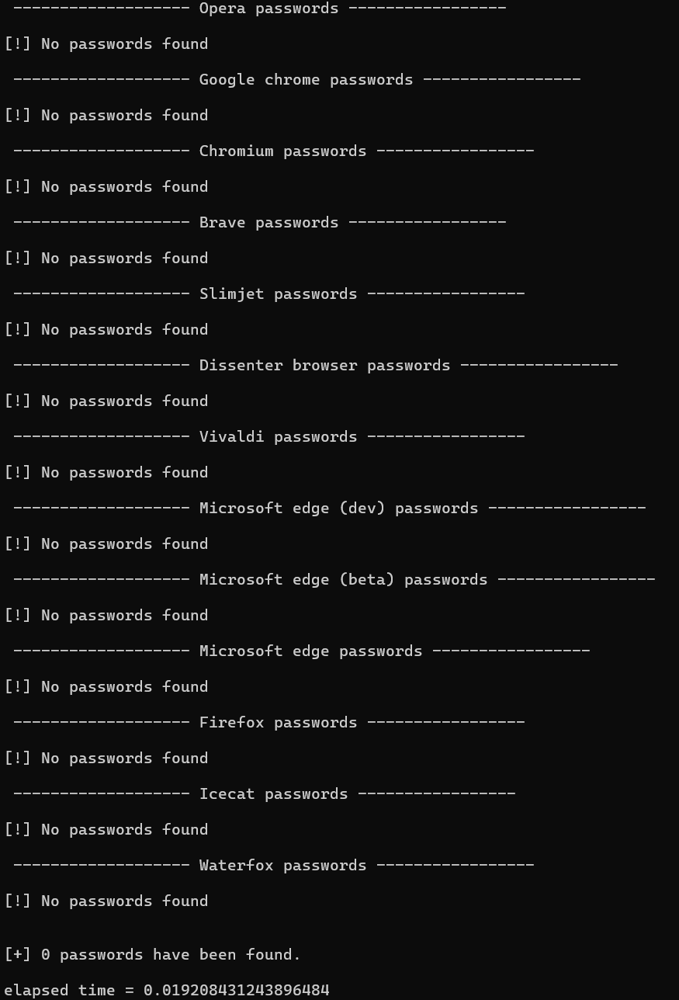 ------------------- Opera passwords -----------------
[!] No passwords found
------------------- Google chrome passwords -----------------
[!] No passwords found
------------------- Chromium passwords -----------------
[!] No passwords found
------------------- Brave passwords -----------------
[!] No passwords found
------------------- Slimjet passwords -----------------
[!] No passwords found
------------------- Dissenter browser passwords -----------------
[!] No passwords found
------------------- Vivaldi passwords -----------------
[!] No passwords found
------------------- Microsoft edge (dev) passwords -----------------
[!] No passwords found
------------------- Microsoft edge (beta) passwords -----------------
[!] No passwords found
------------------- Microsoft edge passwords -----------------
[!] No passwords found
------------------- Firefox passwords -----------------
[!] No passwords found
------------------- Icecat passwords -----------------
[!] No passwords found
------------------- Waterfox passwords -----------------
[!] No passwords found
[+] 0 passwords have been found.
elapsed time = 0.019208431243896484